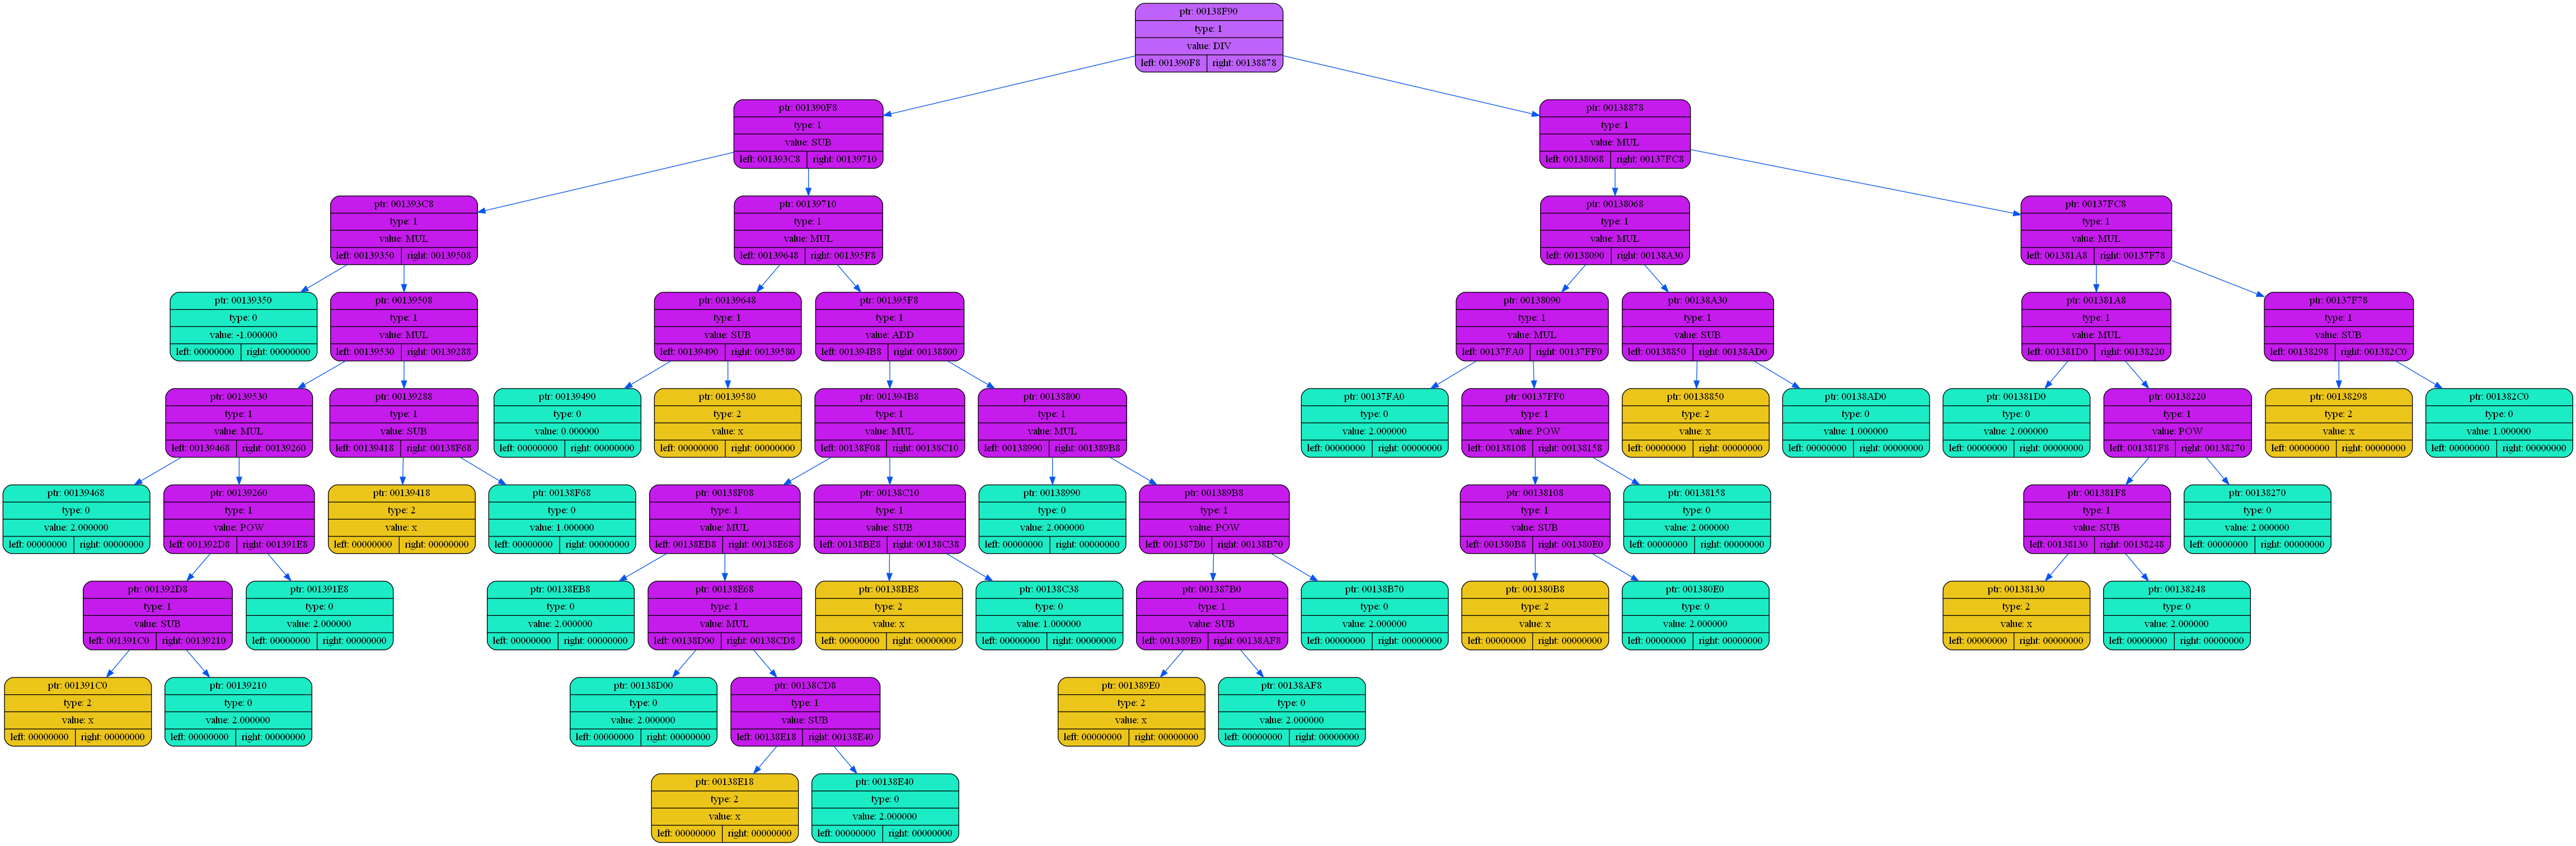 ptr: 00138F90
type: 1
value: DIV
left: 001390F8 right: 00138878
ptr: 001390F8
type: 1
value: SUB
left: 001393C8 right: 00139710
ptr: 00138878
type: 1
value: MUL
left: 00138068 right: 00137FC8
ptr: 001393C8
type: 1
value: MUL
left: 00139350 right: 00139508
ptr: 00139710
type: 1
value: MUL
left: 00139648 right: 001395F8
ptr: 00138068
type: 1
value: MUL
left: 00138090 right: 00138A30
ptr: 00137FC8
type: 1
value: MUL
left: 001381A8 right: 00137F78
ptr: 00139350
type: 0
value: -1.000000
left: 00000000 right: 00000000
ptr: 00139508
type: 1
value: MUL
left: 00139530 right: 00139288
ptr: 00139648
type: 1
value: SUB
left: 00139490 right: 00139580
ptr: 001395F8
type: 1
value: ADD
left: 001394B8 right: 00138800
ptr: 00138090
type: 1
value: MUL
left: 00137FA0 right: 00137FF0
ptr: 00138A30
type: 1
value: SUB
left: 00138850 right: 00138AD0
ptr: 001381A8
type: 1
value: MUL
left: 001381D0 right: 00138220
ptr: 00137F78
type: 1
value: SUB
left: 00138298 right: 001382C0
ptr: 00139530
type: 1
value: MUL
left: 00139468 right: 00139260
ptr: 00139288
type: 1
value: SUB
left: 00139418 right: 00138F68
ptr: 00139490
type: 0
value: 0.000000
left: 00000000 right: 00000000
ptr: 00139580
type: 2
value: x
left: 00000000 right: 00000000
ptr: 001394B8
type: 1
value: MUL
left: 00138F08 right: 00138C10
ptr: 00138800
type: 1
value: MUL
left: 00138990 right: 001389B8
ptr: 00137FA0
type: 0
value: 2.000000
left: 00000000 right: 00000000
ptr: 00137FF0
type: 1
value: POW
left: 00138108 right: 00138158
ptr: 00138850
type: 2
value: x
left: 00000000 right: 00000000
ptr: 00138AD0
type: 0
value: 1.000000
left: 00000000 right: 00000000
ptr: 001381D0
type: 0
value: 2.000000
left: 00000000 right: 00000000
ptr: 00138220
type: 1
value: POW
left: 001381F8 right: 00138270
ptr: 00138298
type: 2
value: x
left: 00000000 right: 00000000
ptr: 001382C0
type: 0
value: 1.000000
left: 00000000 right: 00000000
ptr: 00139468
type: 0
value: 2.000000
left: 00000000 right: 00000000
ptr: 00139260
type: 1
value: POW
left: 001392D8 right: 001391E8
ptr: 00139418
type: 2
value: x
left: 00000000 right: 00000000
ptr: 00138F68
type: 0
value: 1.000000
left: 00000000 right: 00000000
ptr: 00138F08
type: 1
value: MUL
left: 00138EB8 right: 00138E68
ptr: 00138C10
type: 1
value: SUB
left: 00138BE8 right: 00138C38
ptr: 00138990
type: 0
value: 2.000000
left: 00000000 right: 00000000
ptr: 001389B8
type: 1
value: POW
left: 001387B0 right: 00138B70
ptr: 00138108
type: 1
value: SUB
left: 001380B8 right: 001380E0
ptr: 00138158
type: 0
value: 2.000000
left: 00000000 right: 00000000
ptr: 001381F8
type: 1
value: SUB
left: 00138130 right: 00138248
ptr: 00138270
type: 0
value: 2.000000
left: 00000000 right: 00000000
ptr: 001392D8
type: 1
value: SUB
left: 001391C0 right: 00139210
ptr: 001391E8
type: 0
value: 2.000000
left: 00000000 right: 00000000
ptr: 00138EB8
type: 0
value: 2.000000
left: 00000000 right: 00000000
ptr: 00138E68
type: 1
value: MUL
left: 00138D00 right: 00138CD8
ptr: 00138BE8
type: 2
value: x
left: 00000000 right: 00000000
ptr: 00138C38
type: 0
value: 1.000000
left: 00000000 right: 00000000
ptr: 001387B0
type: 1
value: SUB
left: 001389E0 right: 00138AF8
ptr: 00138B70
type: 0
value: 2.000000
left: 00000000 right: 00000000
ptr: 001380B8
type: 2
value: x
left: 00000000 right: 00000000
ptr: 001380E0
type: 0
value: 2.000000
left: 00000000 right: 00000000
ptr: 00138130
type: 2
value: x
left: 00000000 right: 00000000
ptr: 00138248
type: 0
value: 2.000000
left: 00000000 right: 00000000
ptr: 001391C0
type: 2
value: x
left: 00000000 right: 00000000
ptr: 00139210
type: 0
value: 2.000000
left: 00000000 right: 00000000
ptr: 00138D00
type: 0
value: 2.000000
left: 00000000 right: 00000000
ptr: 00138CD8
type: 1
value: SUB
left: 00138E18 right: 00138E40
ptr: 001389E0
type: 2
value: x
left: 00000000 right: 00000000
ptr: 00138AF8
type: 0
value: 2.000000
left: 00000000 right: 00000000
ptr: 00138E18
type: 2
value: x
left: 00000000 right: 00000000
ptr: 00138E40
type: 0
value: 2.000000
left: 00000000 right: 00000000